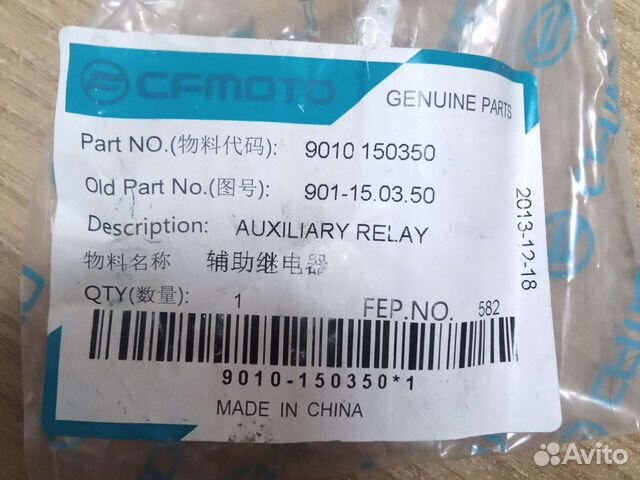 CFMOTO
GENUINE PARTS
Part NO.(物料代码): 9010 150350
Old Part No.(图号): 901-15.03.50
Description: AUXILIARY RELAY
物料名称 辅助继电器
QTY(数量): 1 FEP.NO. 582
2013-12-18
9010-150350*1
MADE IN CHINA
Avito